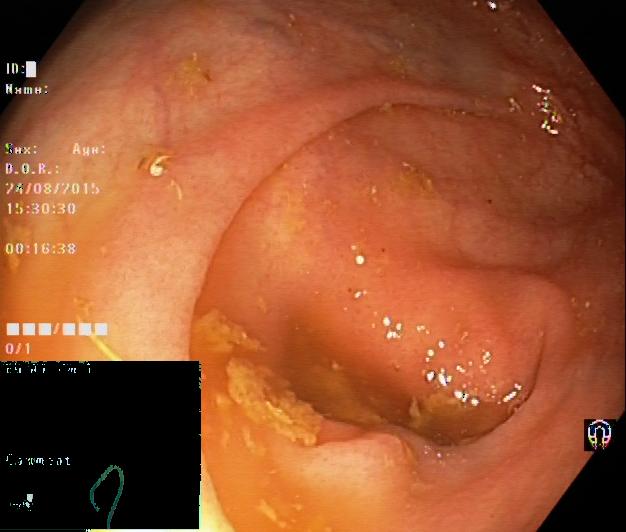 ID:
Name:
Sex: Age:
D.O.B.:
24/08/2015
15:30:30
00:16:38
0/1
Comment